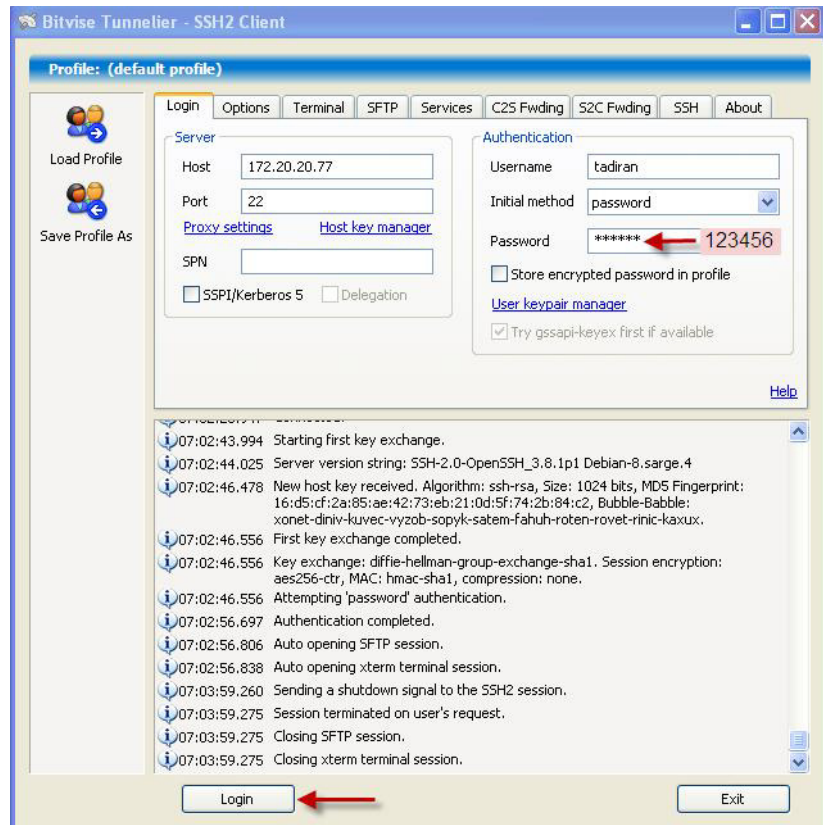 Bitvise Tunnelier - SSH2 Client
Profile: (default profile)
Load Profile
Save Profile As
Login Options Terminal SFTP Services C2S Fwding S2C Fwding SSH About
Server
Host 172.20.20.77
Port 22
Proxy settings Host key manager
SPN
SSPI/Kerberos 5 Delegation
Authentication
Username tadiran
Initial method password
Password ****** 123456
Store encrypted password in profile
User keypair manager
Try gssapi-keyex first if available
Help
07:02:43.994 Starting first key exchange.
07:02:44.025 Server version string: SSH-2.0-OpenSSH_3.8.1p1 Debian-8.sarge.4
07:02:46.478 New host key received. Algorithm: ssh-rsa, Size: 1024 bits, MD5 Fingerprint:
16:d5:cf:2a:85:ae:42:73:eb:21:0d:5f:74:2b:84:c2, Bubble-Babble:
xonet-diniv-kuvec-vyzob-sopyk-satem-fahuh-roten-rovet-rinic-kaxux.
07:02:46.556 First key exchange completed.
07:02:46.556 Key exchange: diffie-hellman-group-exchange-sha1. Session encryption:
aes256-ctr, MAC: hmac-sha1, compression: none.
07:02:46.556 Attempting 'password' authentication.
07:02:56.697 Authentication completed.
07:02:56.806 Auto opening SFTP session.
07:02:56.838 Auto opening xterm terminal session.
07:03:59.260 Sending a shutdown signal to the SSH2 session.
07:03:59.275 Session terminated on user's request.
07:03:59.275 Closing SFTP session.
07:03:59.275 Closing xterm terminal session.
Login Exit